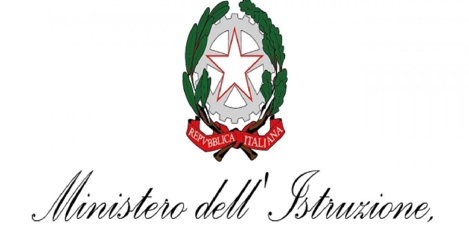 REPVBBLICA ITALIANA
Ministero dell'Istruzione,